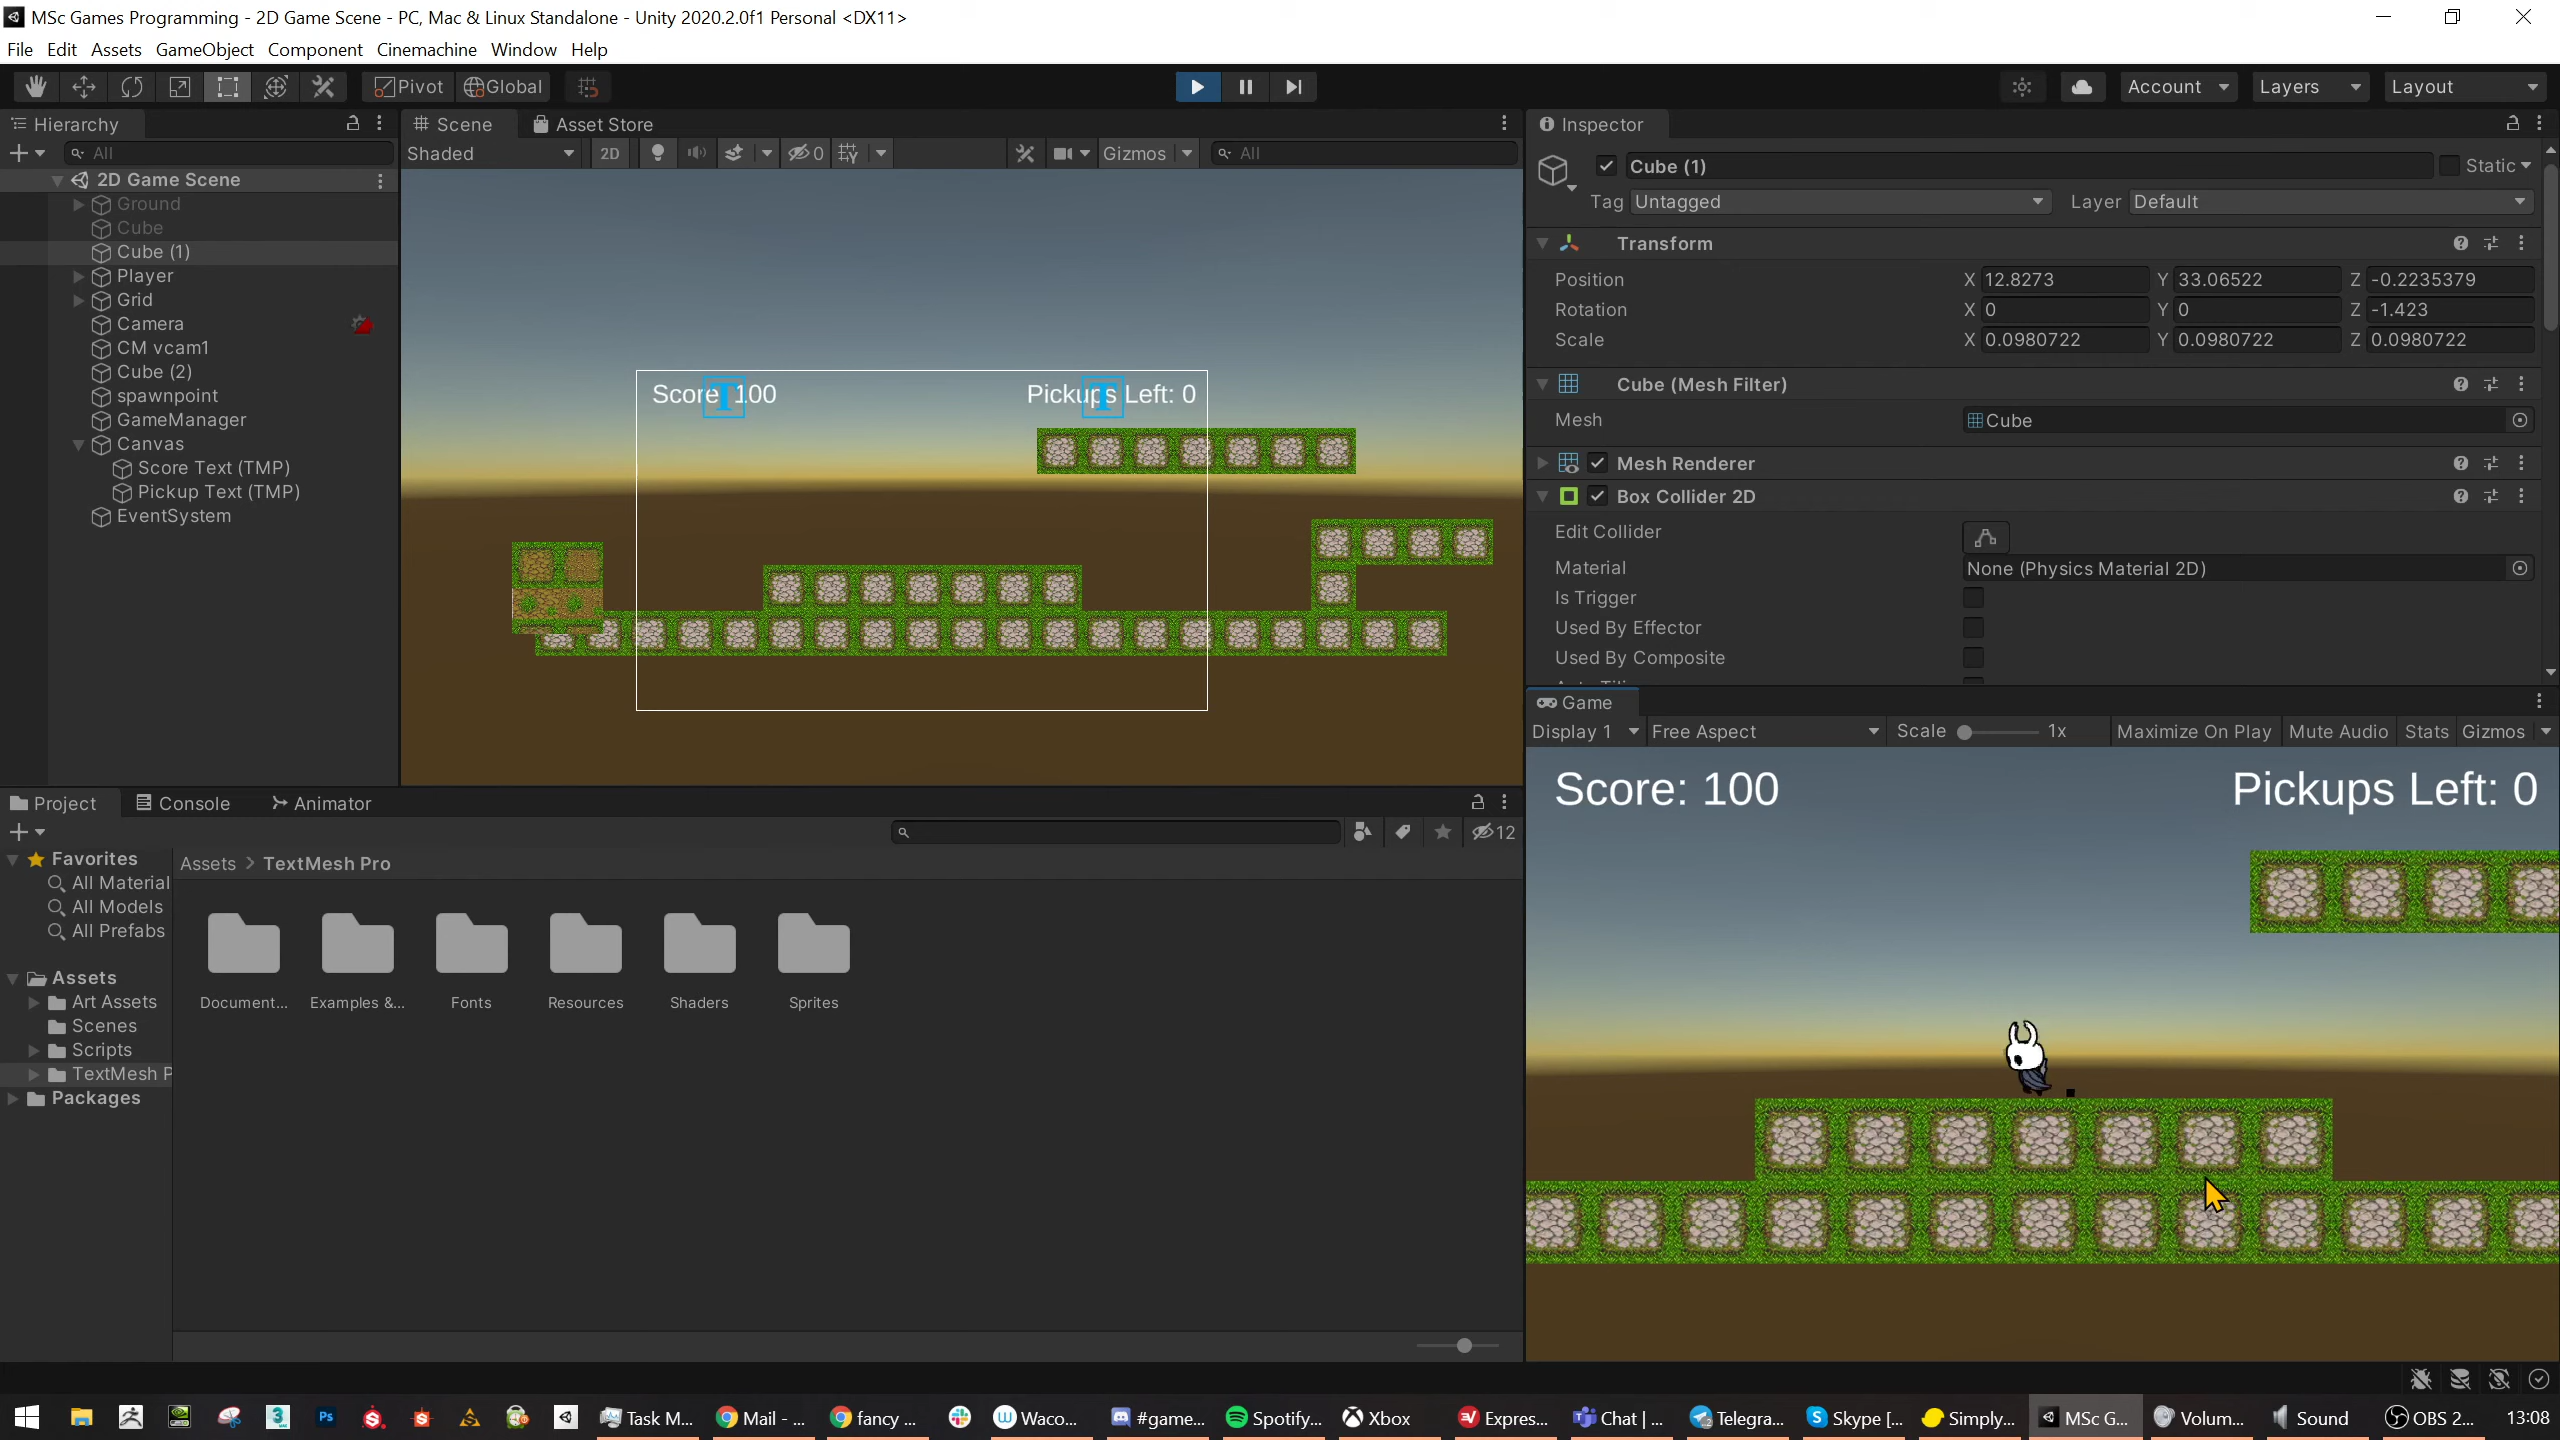 MSc Games Programming - 2D Game Scene - PC, Mac & Linux Standalone - Unity 2020.2.0f1 Personal <DX11>
File Edit Assets GameObject Component Cinemachine Window Help
Pivot Global Account Layers Layout
Hierarchy
All
2D Game Scene
Ground
Cube
Cube (1)
Player
Grid
Camera
CM vcam1
Cube (2)
spawnpoint
GameManager
Canvas
Score Text (TMP)
Pickup Text (TMP)
EventSystem
Scene Asset Store
Shaded 2D 0 Gizmos All
Score: 100 Pickups Left: 0
Inspector
Cube (1) Static
Tag Untagged Layer Default
Transform
Position X 12.8273 Y 33.06522 Z -0.2235379
Rotation X 0 Y 0 Z -1.423
Scale X 0.0980722 Y 0.0980722 Z 0.0980722
Cube (Mesh Filter)
Mesh Cube
Mesh Renderer
Box Collider 2D
Edit Collider
Material None (Physics Material 2D)
Is Trigger
Used By Effector
Used By Composite
Game
Display 1 Free Aspect Scale 1x Maximize On Play Mute Audio Stats Gizmos
Score: 100 Pickups Left: 0
Project Console Animator
12
Favorites
All Material
All Models
All Prefabs
Assets
Art Assets
Scenes
Scripts
TextMesh P
Packages
Assets > TextMesh Pro
Document... Examples &... Fonts Resources Shaders Sprites
Task M... Mail - ... fancy ... Waco... #game... Spotify... Xbox Expres... Chat | ... Telegra... Skype [... Simply... MSc G... Volum... Sound OBS 2... 13:08